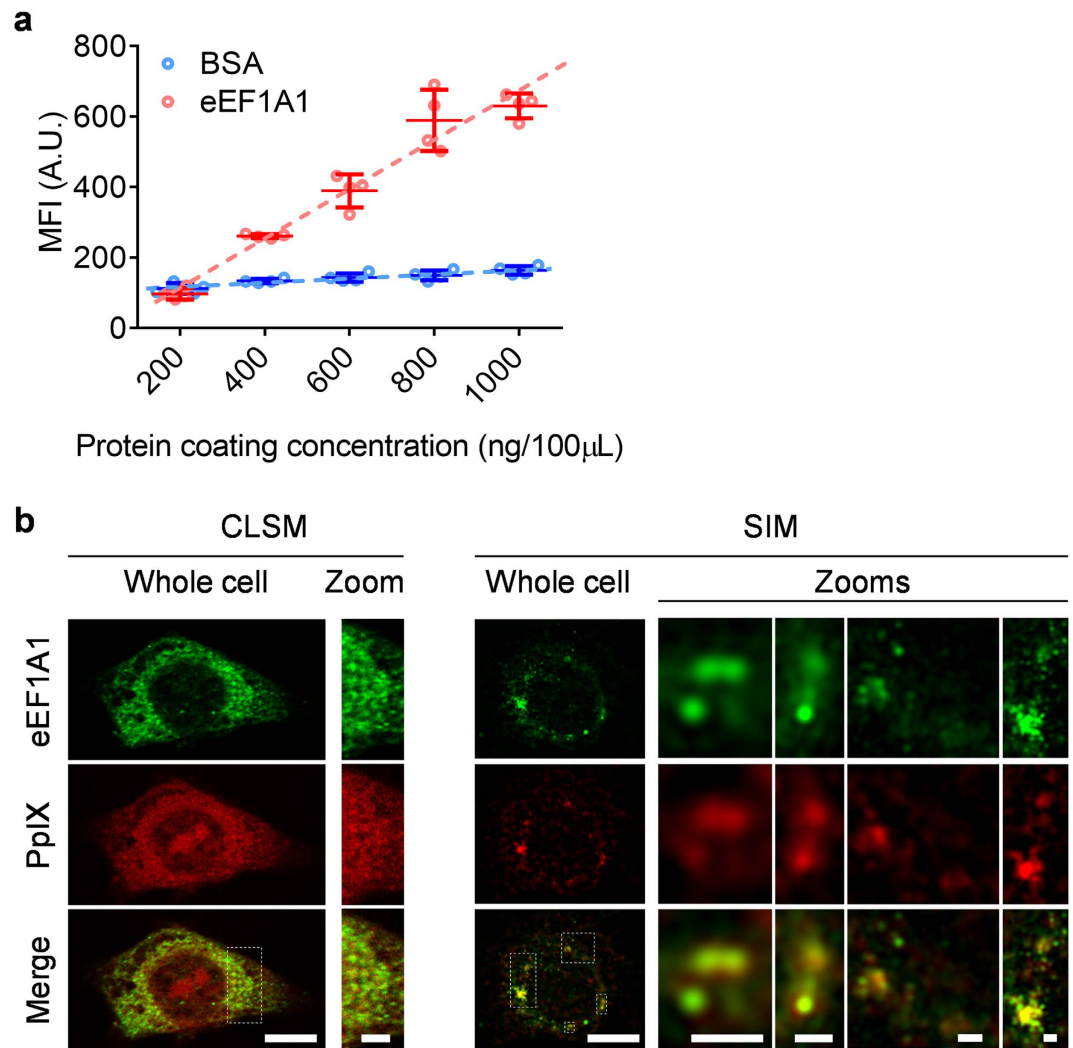 a
800
600
400
200
0
MFI (A.U.)
BSA
eEF1A1
200
400
600
800
1000
Protein coating concentration (ng/100μL)
b
CLSM
SIM
Whole cell
Zoom
Whole cell
Zooms
eEF1A1
PpIX
Merge